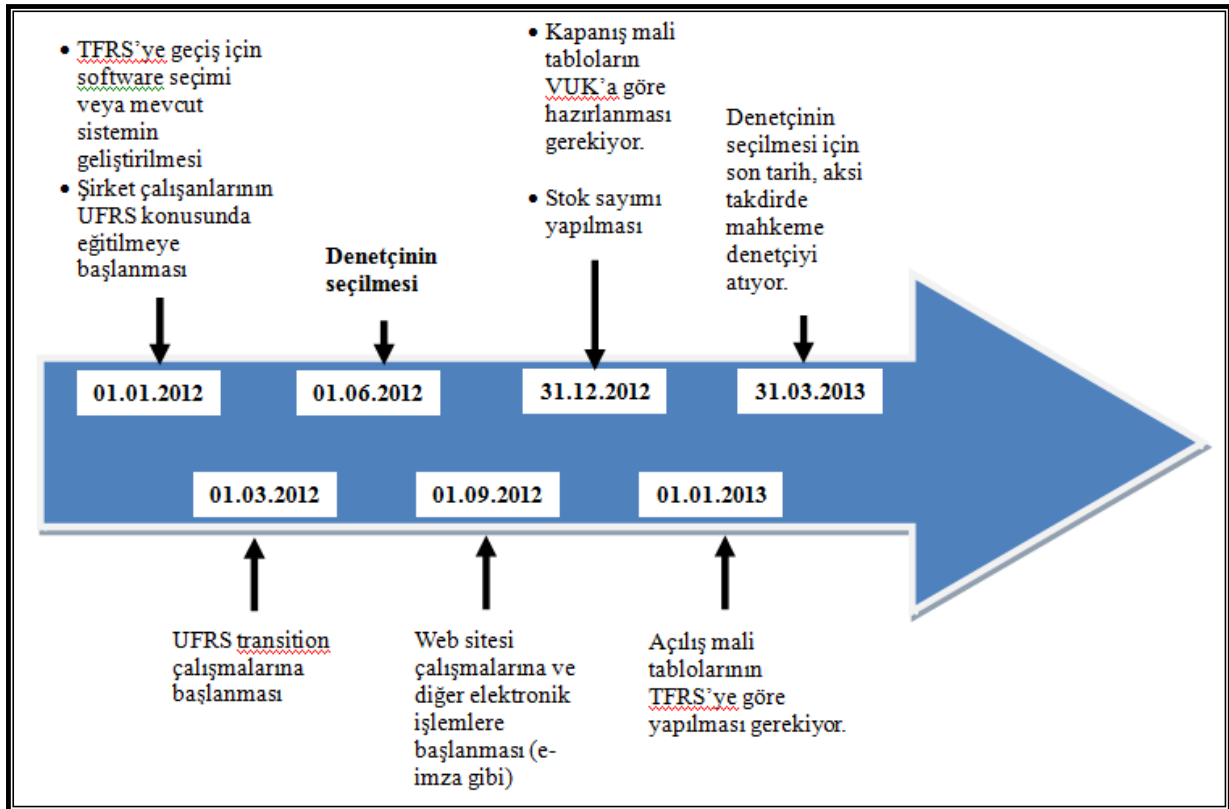 • TFRS’ye geçiş için
software seçimi
veya mevcut
sistemin
geliştirilmesi
• Şirket çalışanlarının
UFRS konusunda
eğitilmeye
başlanması
Denetçinin
seçilmesi
• Kapanış mali
tabloların
VUK’a göre
hazırlanması
gerekiyor.
• Stok sayımı
yapılması
Denetçinin
seçilmesi için
son tarih, aksi
takdirde
mahkeme
denetçiyi
atıyor.
01.01.2012
01.06.2012
31.12.2012
31.03.2013
01.03.2012
01.09.2012
01.01.2013
UFRS transition
çalışmalarına
başlanması
Web sitesi
çalışmalarına ve
diğer elektronik
işlemlere
başlanması (e-
imza gibi)
Açılış mali
tablolarının
TFRS’ye göre
yapılması gerekiyor.